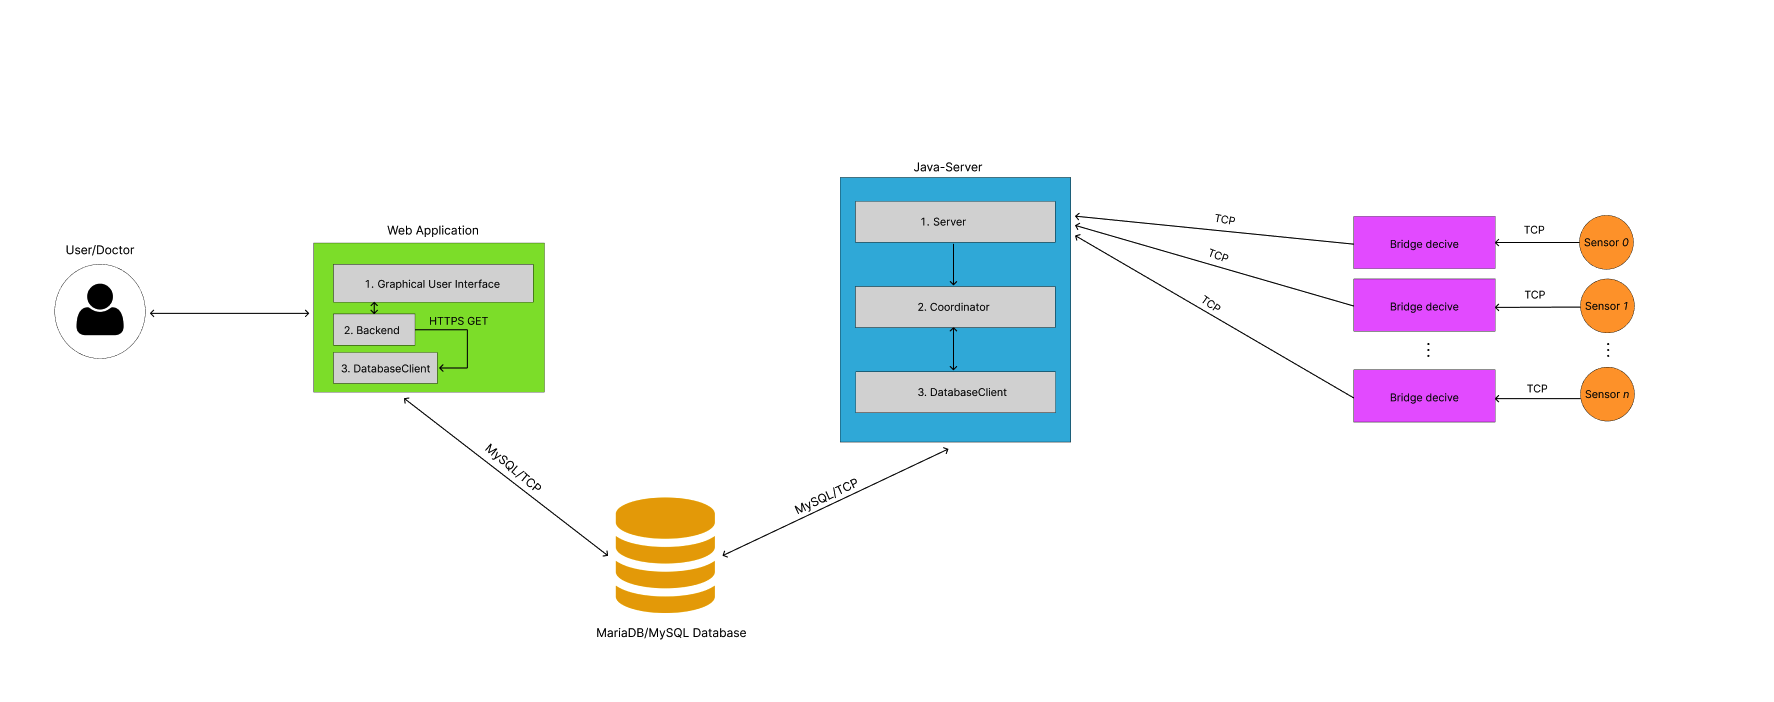 User/Doctor
Web Application
1. Graphical User Interface
2. Backend
HTTPS GET
3. DatabaseClient
MySQL/TCP
MariaDB/MySQL Database
MySQL/TCP
Java-Server
1. Server
2. Coordinator
3. DatabaseClient
TCP
TCP
TCP
Bridge decive
TCP
Sensor 0
Bridge decive
TCP
Sensor 1
⋮
⋮
Bridge decive
TCP
Sensor n